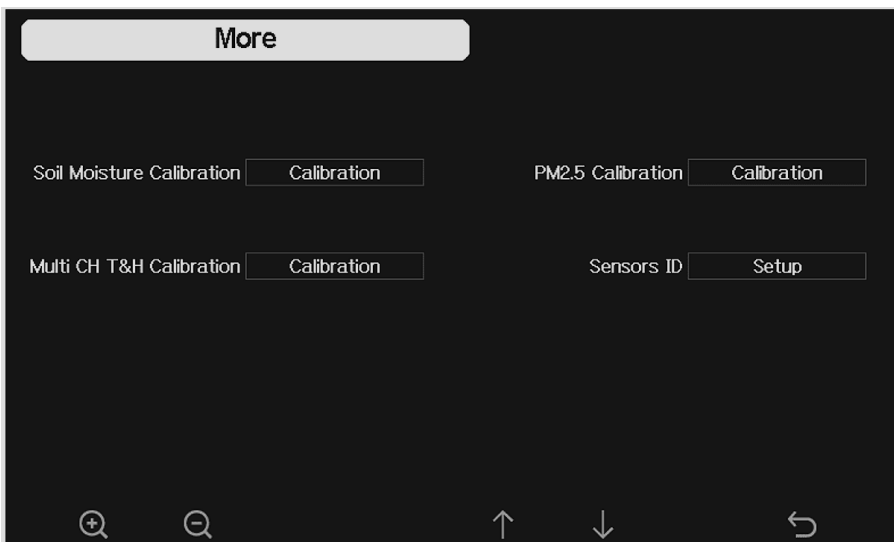 More
Soil Moisture Calibration Calibration PM2.5 Calibration Calibration
Multi CH T&H Calibration Calibration Sensors ID Setup